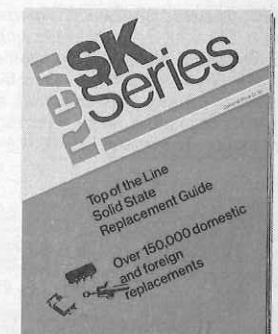 RCA
SK
Series
Top of the Line
Solid State
Replacement Guide
Over 150,000 domestic
and foreign
replacements